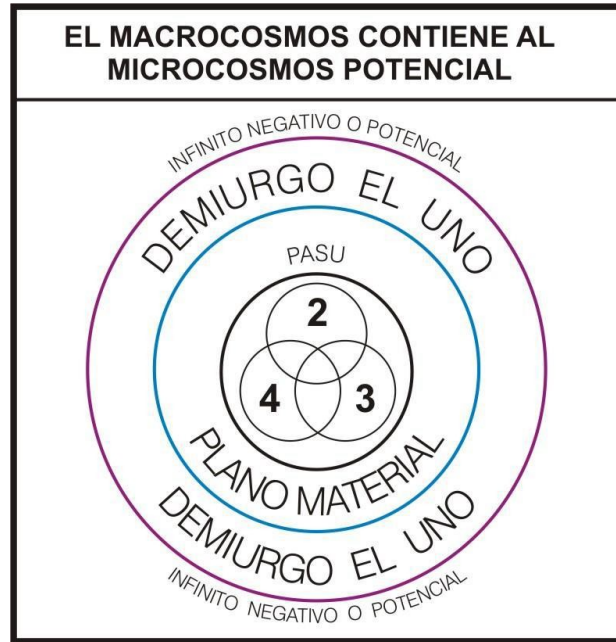 EL MACROCOSMOS CONTIENE AL
MICROCOSMOS POTENCIAL
INFINITO NEGATIVO O POTENCIAL
DEMIURGO EL UNO
PASU
2
4 3
PLANO MATERIAL
DEMIURGO EL UNO
INFINITO NEGATIVO O POTENCIAL